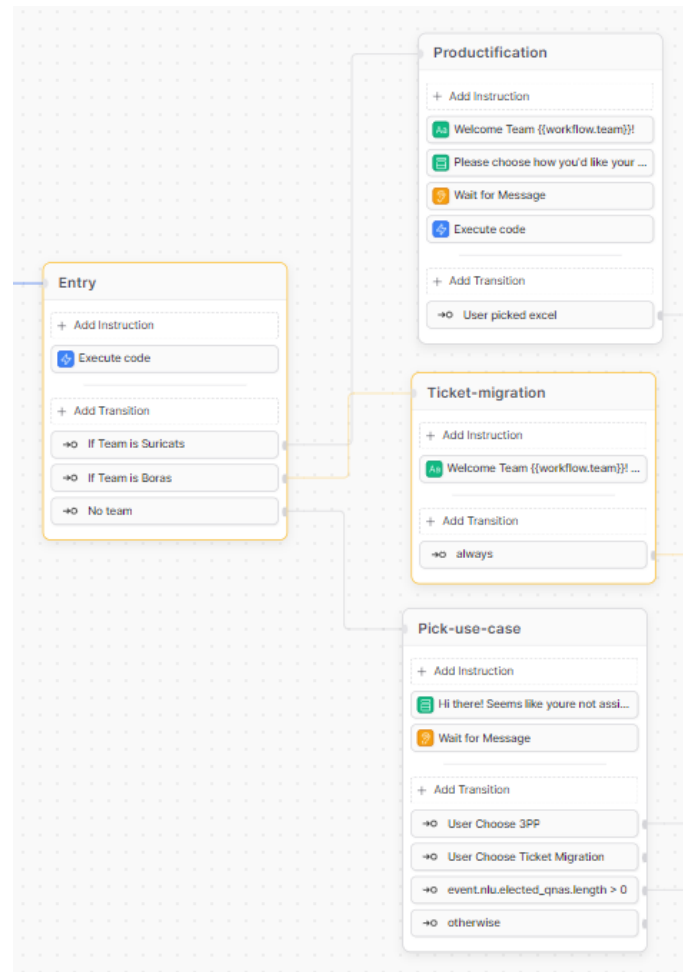 Productification
+ Add Instruction
Aa Welcome Team {{workflow.team}}!
Please choose how you'd like your ...
Wait for Message
Execute code
+ Add Transition
User picked excel
Entry
+ Add Instruction
Execute code
+ Add Transition
If Team is Suricats
If Team is Boras
No team
Ticket-migration
+ Add Instruction
Aa Welcome Team {{workflow.team}}! ...
+ Add Transition
always
Pick-use-case
+ Add Instruction
Hi there! Seems like youre not assi...
Wait for Message
+ Add Transition
User Choose 3PP
User Choose Ticket Migration
event.nlu.elected_qnas.length > 0
otherwise